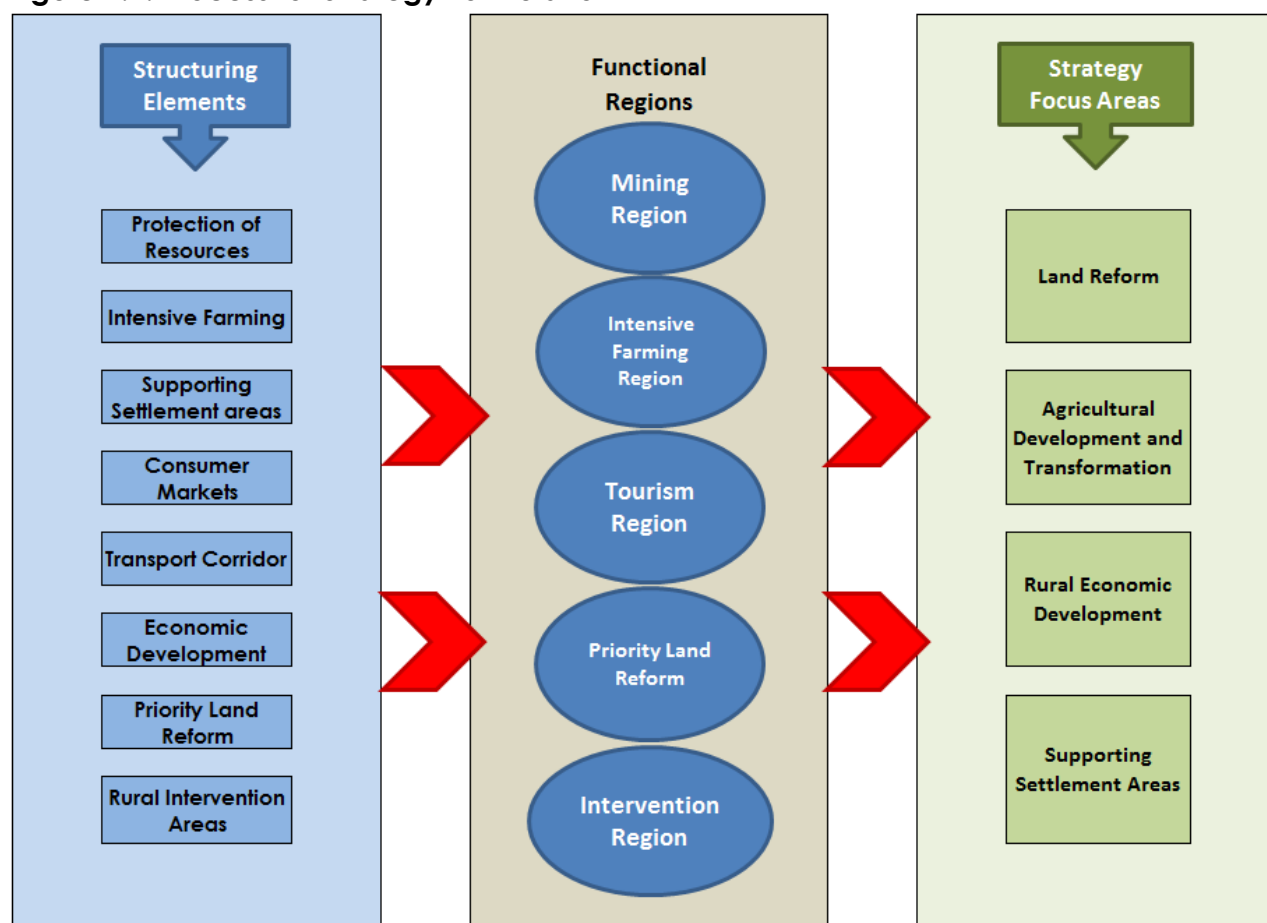 Structuring
Elements
Protection of
Resources
Intensive Farming
Supporting
Settlement areas
Consumer
Markets
Transport Corridor
Economic
Development
Priority Land
Reform
Rural Intervention
Areas
Functional
Regions
Mining
Region
Intensive
Farming
Region
Tourism
Region
Priority Land
Reform
Intervention
Region
Strategy
Focus Areas
Land Reform
Agricultural
Development and
Transformation
Rural Economic
Development
Supporting
Settlement Areas